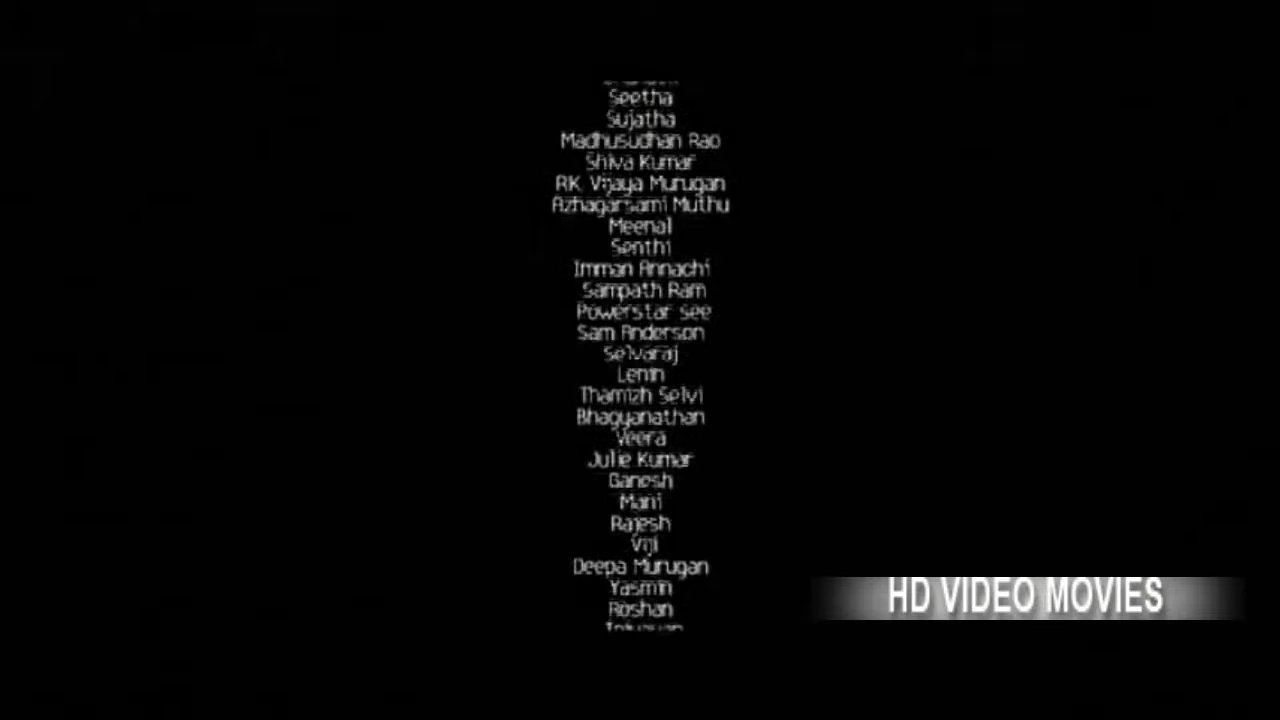 Seetha
Sujatha
Madhusudhan Rao
Shiva Kumar
RK. Vijaya Murugan
Azhagarsami Muthu
Meenal
Senthi
Imman Annachi
Sampath Ram
Powerstar see
Sam Anderson
Selvaraj
Lenin
Thamizh Selvi
Bhagyanathan
Veera
Julie Kumar
Ganesh
Mani
Rajesh
Viji
Deepa Murugan
Yasmin
Roshan
HD VIDEO MOVIES